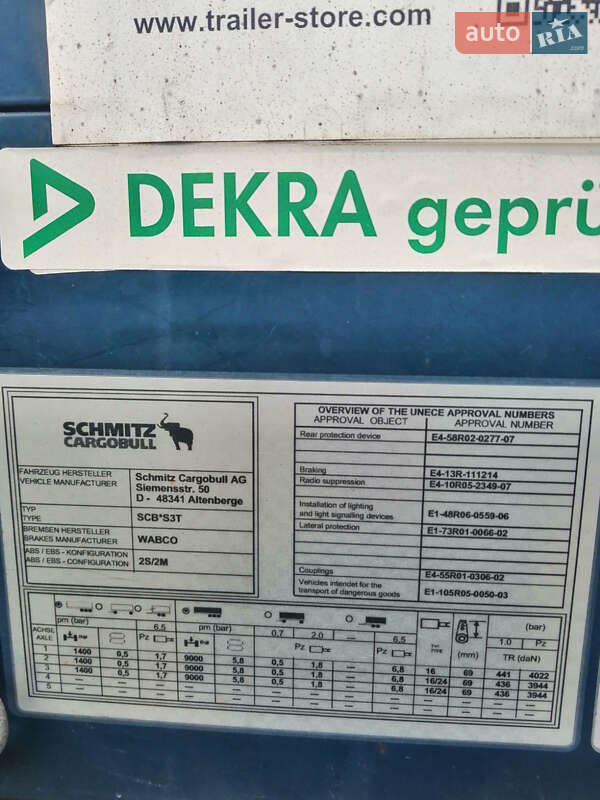 www.trailer-store.com
auto RIA .com
DEKRA geprü
SCHMITZ
CARGOBULL
FAHRZEUG HERSTELLER
VEHICLE MANUFACTURER
Schmitz Cargobull AG
Siemensstr. 50
D - 48341 Altenberge
TYP
TYPE
SCB*S3T
BREMSEN HERSTELLER
BRAKES MANUFACTURER
WABCO
ABS / EBS - KONFIGURATION
ABS / EBS - CONFIGURATION
2S/2M
OVERVIEW OF THE UNECE APPROVAL NUMBERS
APPROVAL OBJECT APPROVAL NUMBER
Rear protection device E4-58R02-0277-07
Braking E4-13R-111214
Radio suppression E4-10R05-2349-07
Installation of lighting
and light signalling devices E1-48R06-0559-06
Lateral protection E1-73R01-0066-02
Couplings E4-55R01-0306-02
Vehicles intendet for the
transport of dangerous goods E1-105R05-0050-03
pm (bar) 6,5 pm (bar) 0,7 2,0 — 6,5 (bar)
ACHSE
AXLE
Pz Pz TYPE (mm) 1.0 Pz
TR (daN)
1 1400 0,5 1,7 9000 5,8 0,5 1,8 — 6,8 16 69 441 4022
2 1400 0,5 1,7 9000 5,8 0,5 1,8 — 6,8 16/24 69 436 3944
3 1400 0,5 1,7 9000 5,8 0,5 1,8 — 6,8 16/24 69 436 3944
4 — — — — — — — — — — — — —
5 — — — — — — — — — — — — —